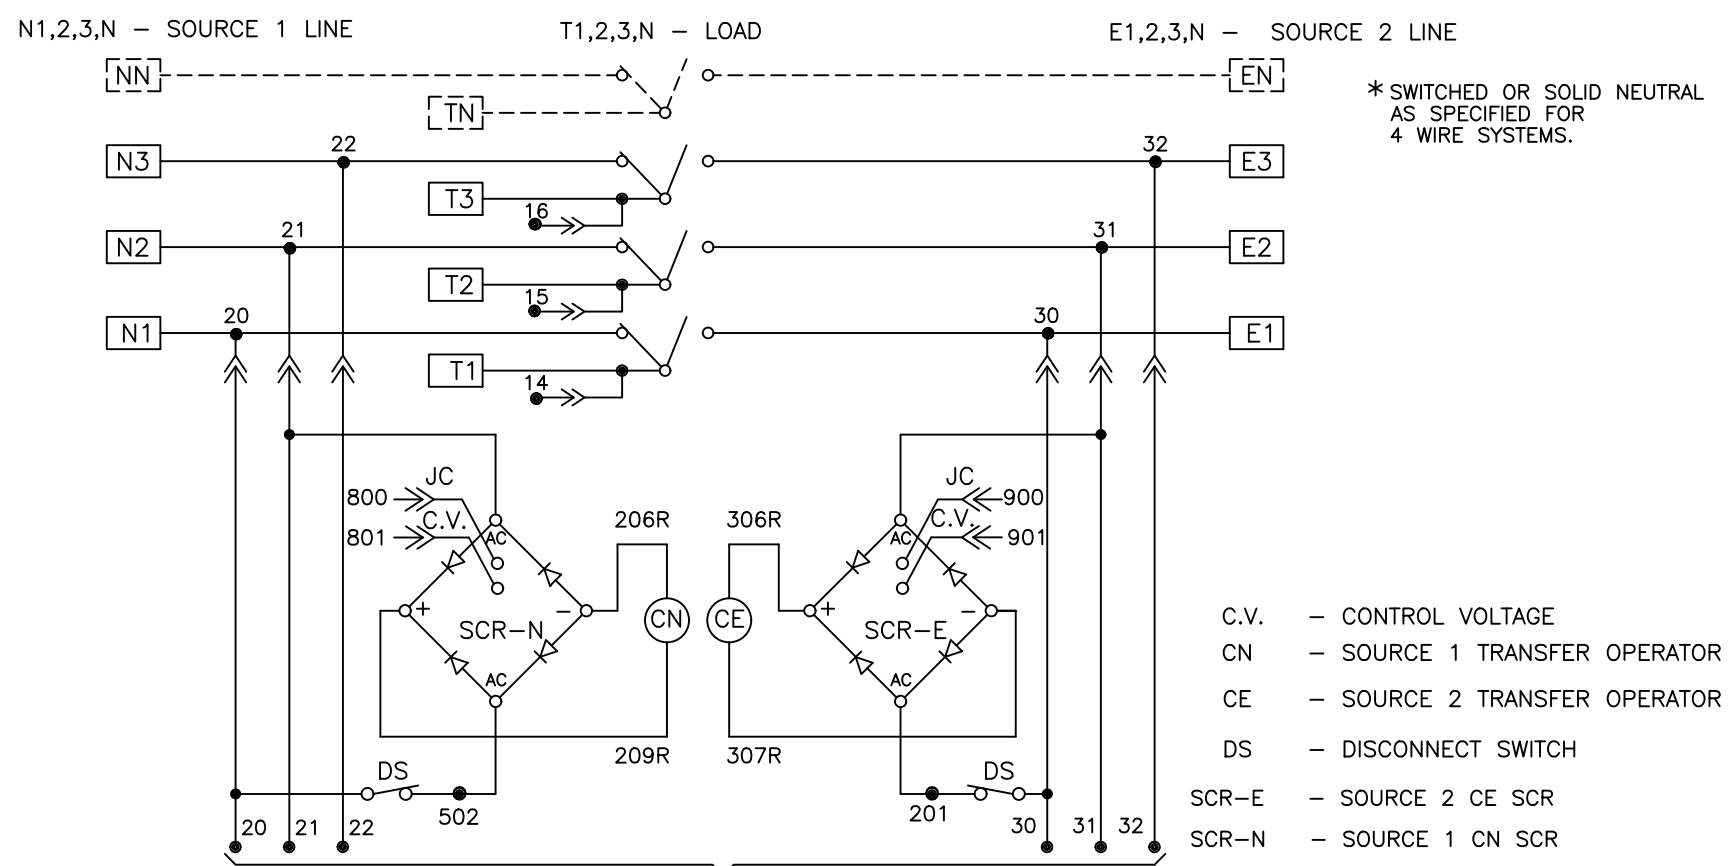 N1,2,3,N – SOURCE 1 LINE
T1,2,3,N – LOAD
E1,2,3,N – SOURCE 2 LINE
NN
EN
TN
* SWITCHED OR SOLID NEUTRAL
AS SPECIFIED FOR
4 WIRE SYSTEMS.
N3
22
32
E3
T3
16
N2
21
31
E2
T2
15
N1
20
30
E1
T1
14
JC
JC
800
900
C.V.
C.V.
801
901
206R
306R
AC
AC
+
–
CN
CE
+
–
SCR–N
SCR–E
AC
AC
209R
307R
DS
DS
502
201
20
21
22
30
31
32
C.V. – CONTROL VOLTAGE
CN – SOURCE 1 TRANSFER OPERATOR
CE – SOURCE 2 TRANSFER OPERATOR
DS – DISCONNECT SWITCH
SCR–E – SOURCE 2 CE SCR
SCR–N – SOURCE 1 CN SCR